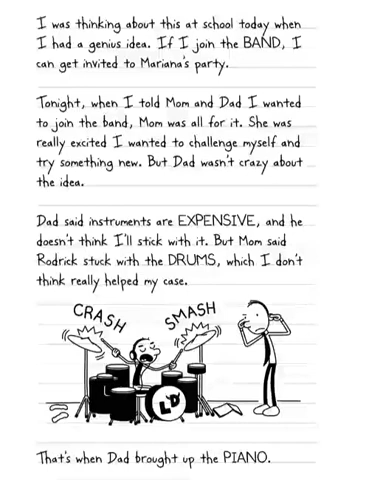 I was thinking about this at school today when
I had a genius idea. If I join the BAND, I
can get invited to Mariana's party.
Tonight, when I told Mom and Dad I wanted
to join the band, Mom was all for it. She was
really excited I wanted to challenge myself and
try something new. But Dad wasn't crazy about
the idea.
Dad said instruments are EXPENSIVE, and he
doesn't think I'll stick with it. But Mom said
Rodrick stuck with the DRUMS, which I don't
think really helped my case.
CRASH
SMASH
LD
That's when Dad brought up the PIANO.